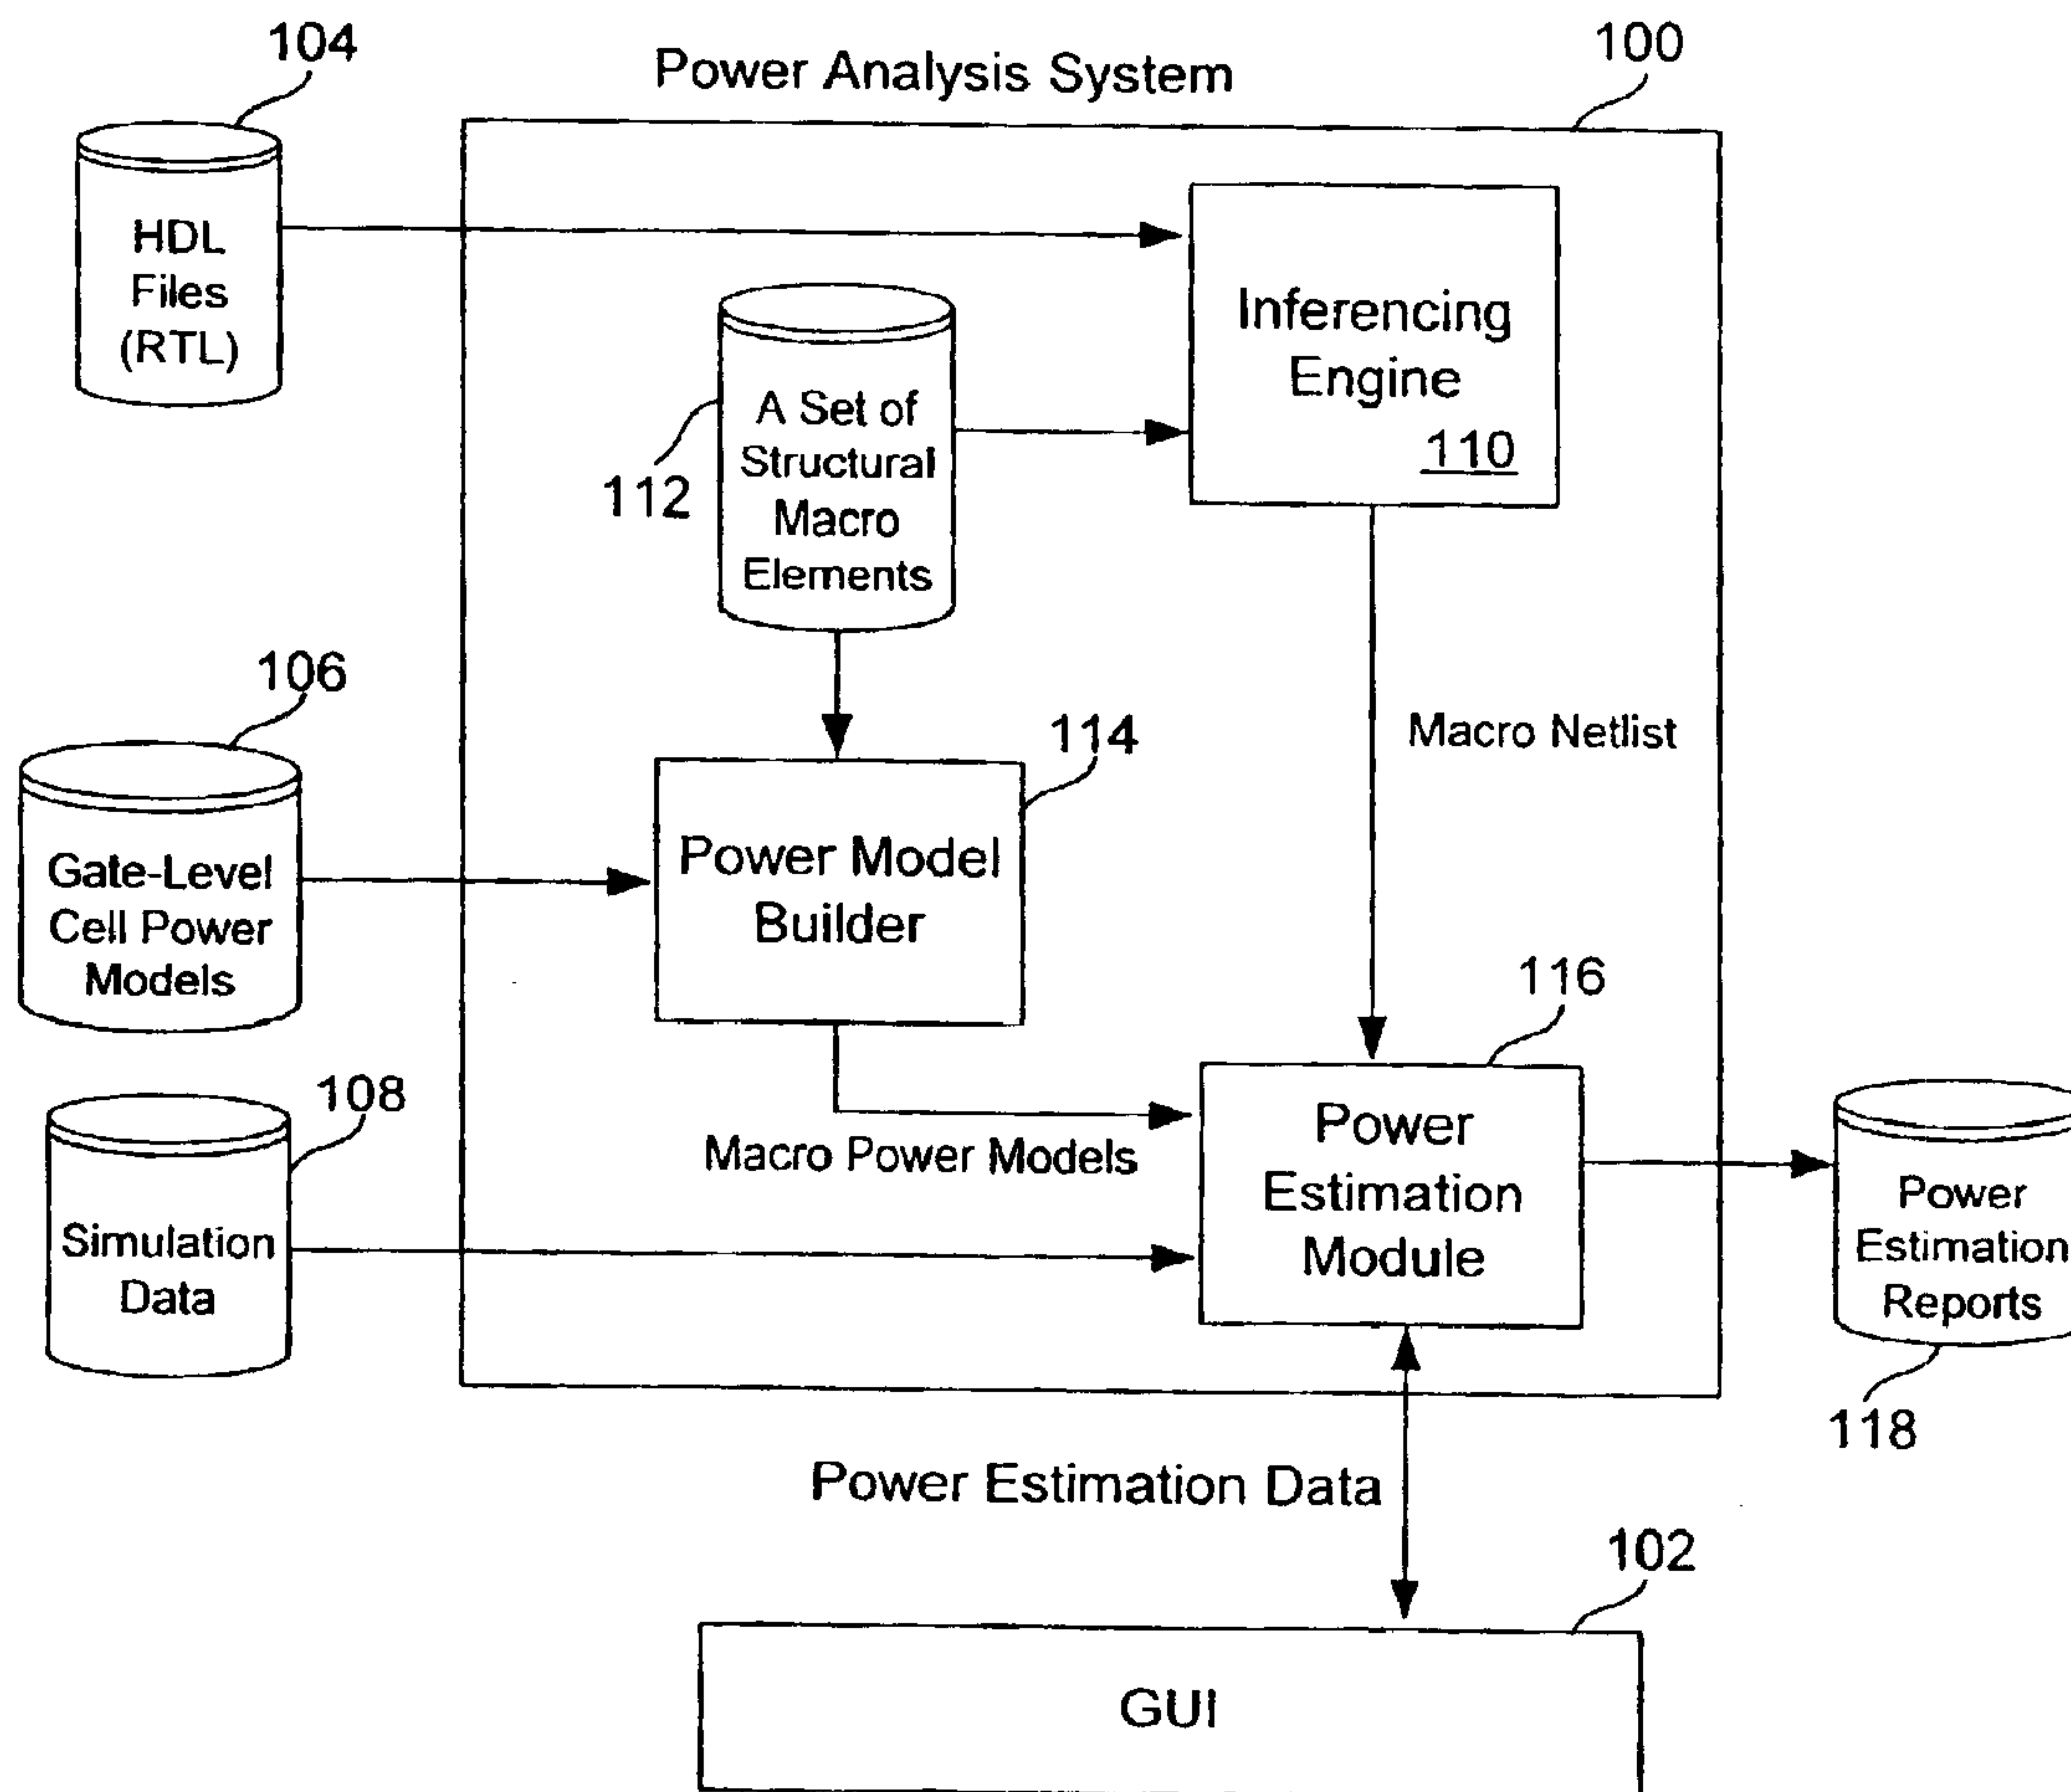 104
Power Analysis System
100
HDL
Files
(RTL)
Inferencing
Engine
110
A Set of
Structural
Macro
Elements
112
106
Gate-Level
Cell Power
Models
114
Power Model
Builder
Macro Netlist
116
108
Simulation
Data
Macro Power Models
Power
Estimation
Module
Power
Estimation
Reports
118
Power Estimation Data
102
GUI